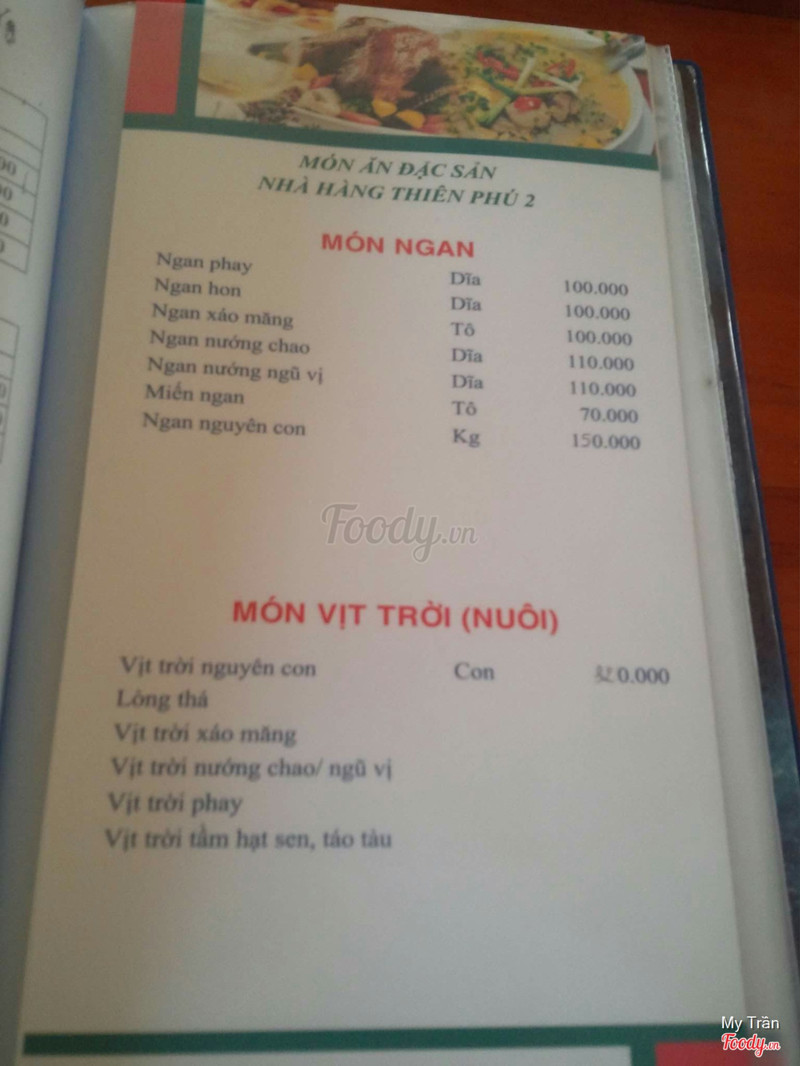 MÓN ĂN ĐẶC SẢN
NHÀ HÀNG THIÊN PHÚ 2
MÓN NGAN
Ngan phay Dĩa 100.000
Ngan hon Dĩa 100.000
Ngan xáo măng Tô 100.000
Ngan nướng chao Dĩa 110.000
Ngan nướng ngũ vị Dĩa 110.000
Miến ngan Tô 70.000
Ngan nguyên con Kg 150.000
Foody.vn
MÓN VỊT TRỜI (NUÔI)
Vịt trời nguyên con Con
Lòng thả
Vịt trời xáo măng
Vịt trời nướng chao/ ngũ vị
Vịt trời phay
Vịt trời tầm hạt sen, táo tàu
My Trần
Foody.vn